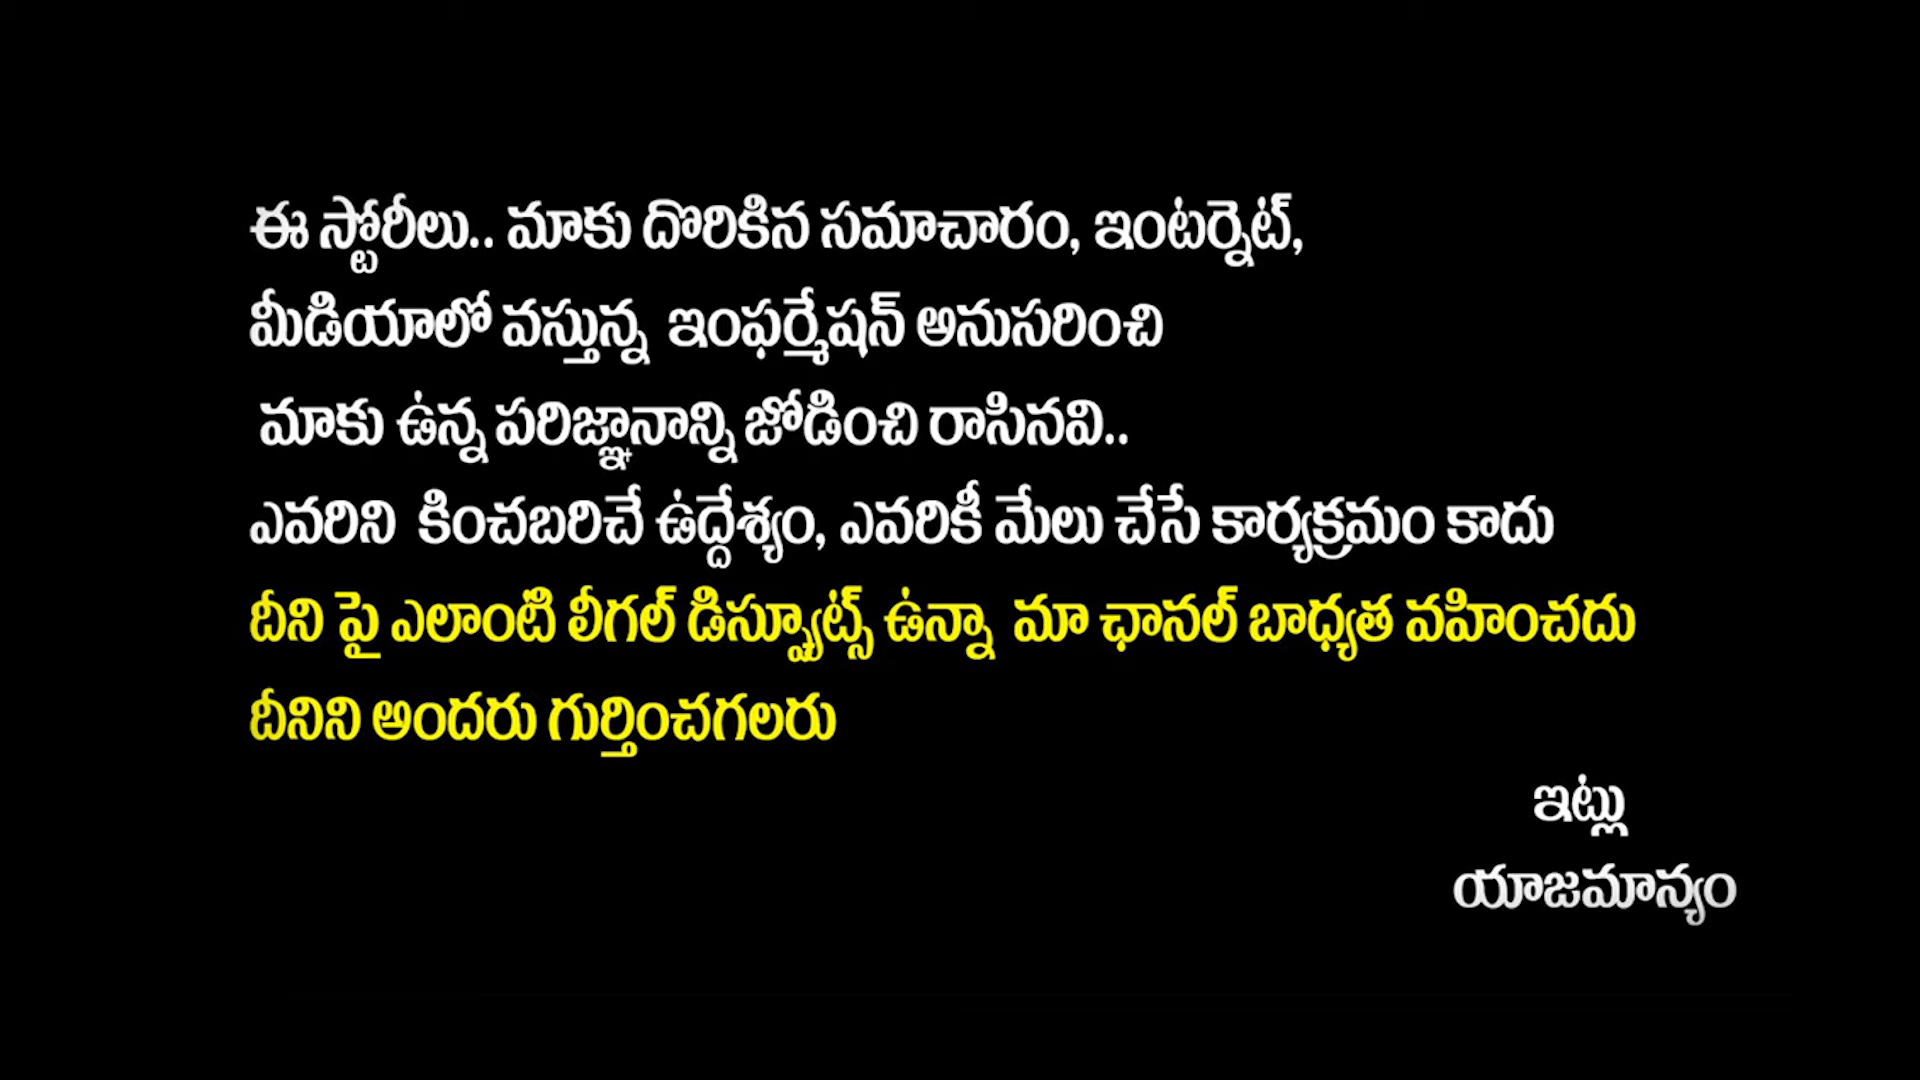 ఈ స్టోరీలు.. మాకు దొరికిన సమాచారం, ఇంటర్నెట్,
మీడియాలో వస్తున్న ఇంఫర్మేషన్ అనుసరించి
మాకు ఉన్న పరిజ్ఞానాన్ని జోడించి రాసినవి..
ఎవరిని కించబరిచే ఉద్దేశ్యం, ఎవరికీ మేలు చేసే కార్యక్రమం కాదు
దీని పై ఎలాంటి లీగల్ డిస్ప్యూట్స్ ఉన్నా మా ఛానల్ బాధ్యత వహించదు
దీనిని అందరు గుర్తించగలరు
ఇట్లు
యాజమాన్యం